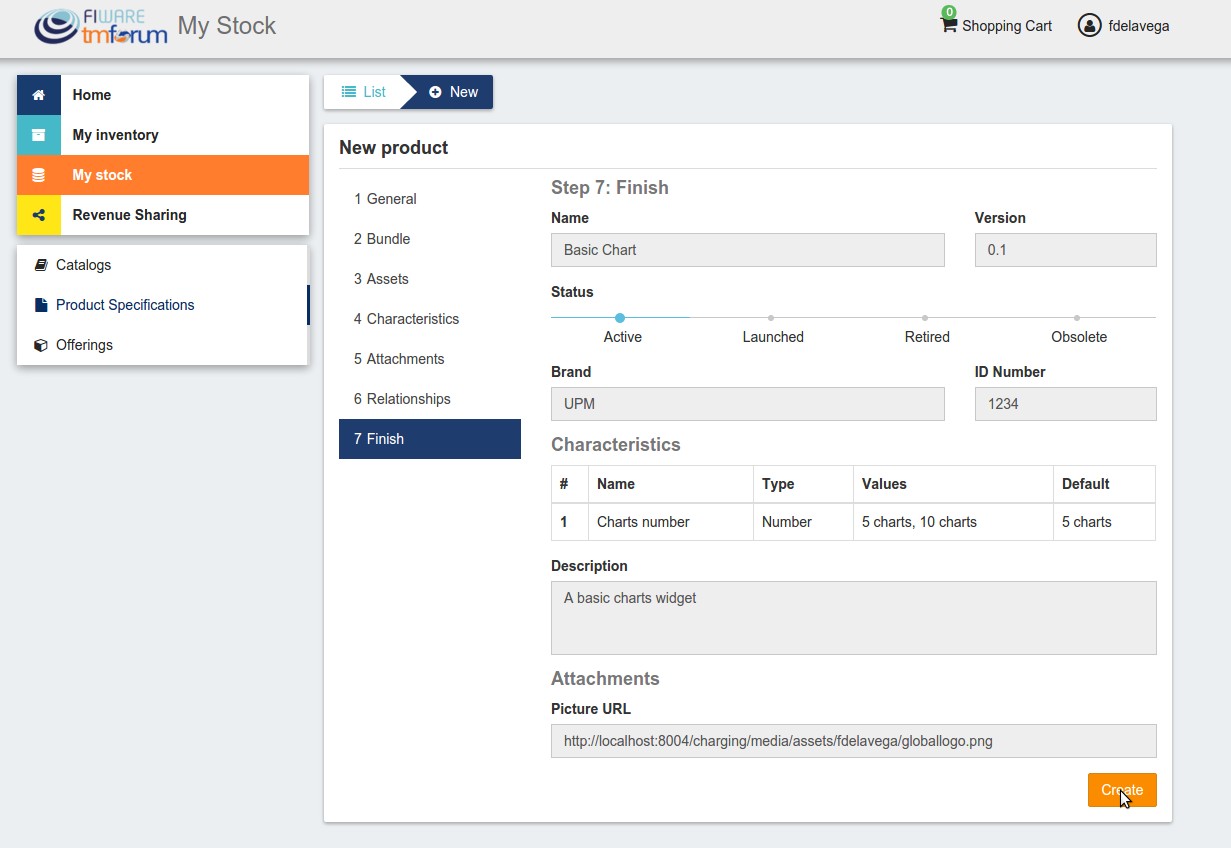 FIWARE
tmforum
My Stock
0
Shopping Cart
fdelavega
Home
My inventory
My stock
Revenue Sharing
Catalogs
Product Specifications
Offerings
List
New
New product
1 General
2 Bundle
3 Assets
4 Characteristics
5 Attachments
6 Relationships
7 Finish
Step 7: Finish
Name Version
Basic Chart 0.1
Status
Active Launched Retired Obsolete
Brand ID Number
UPM 1234
Characteristics
# Name Type Values Default
1 Charts number Number 5 charts, 10 charts 5 charts
Description
A basic charts widget
Attachments
Picture URL
http://localhost:8004/charging/media/assets/fdelavega/globallogo.png
Create